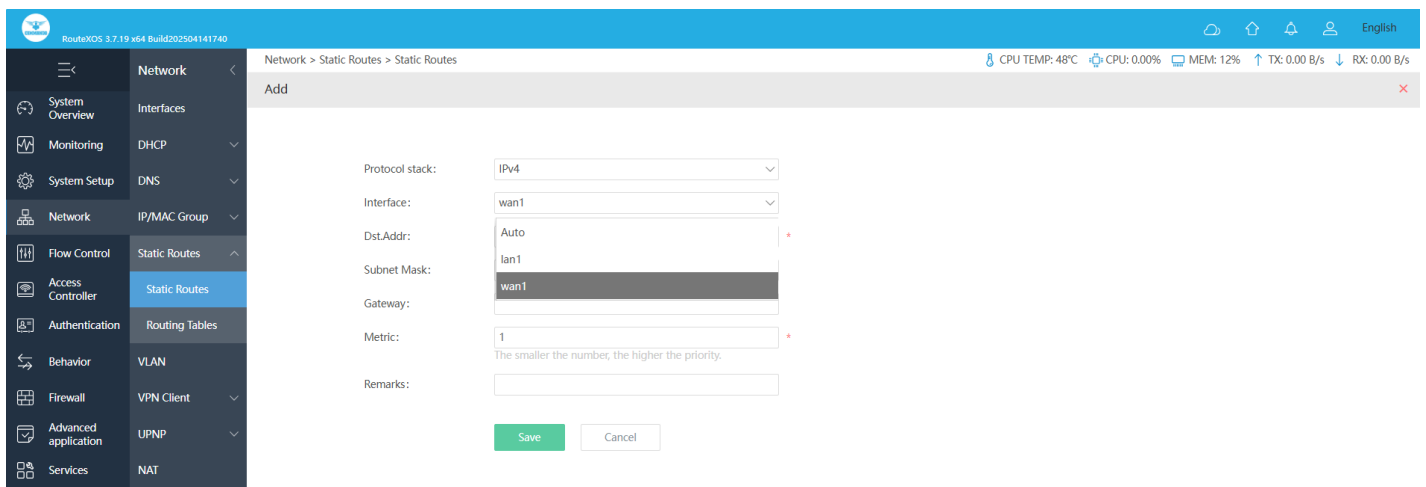 RouteXOS 3.7.19 x64 Build202504141740
English
Network
Network > Static Routes > Static Routes
CPU TEMP: 48°C CPU: 0.00% MEM: 12% TX: 0.00 B/s RX: 0.00 B/s
Add
System
Overview
Monitoring
System Setup
Network
Flow Control
Access
Controller
Authentication
Behavior
Firewall
Advanced
application
Services
Interfaces
DHCP
DNS
IP/MAC Group
Static Routes
Static Routes
Routing Tables
VLAN
VPN Client
UPNP
NAT
Protocol stack: IPv4
Interface: wan1
Auto
lan1
wan1
Dst.Addr: *
Subnet Mask:
Gateway:
Metric: 1 *
The smaller the number, the higher the priority.
Remarks:
Save Cancel